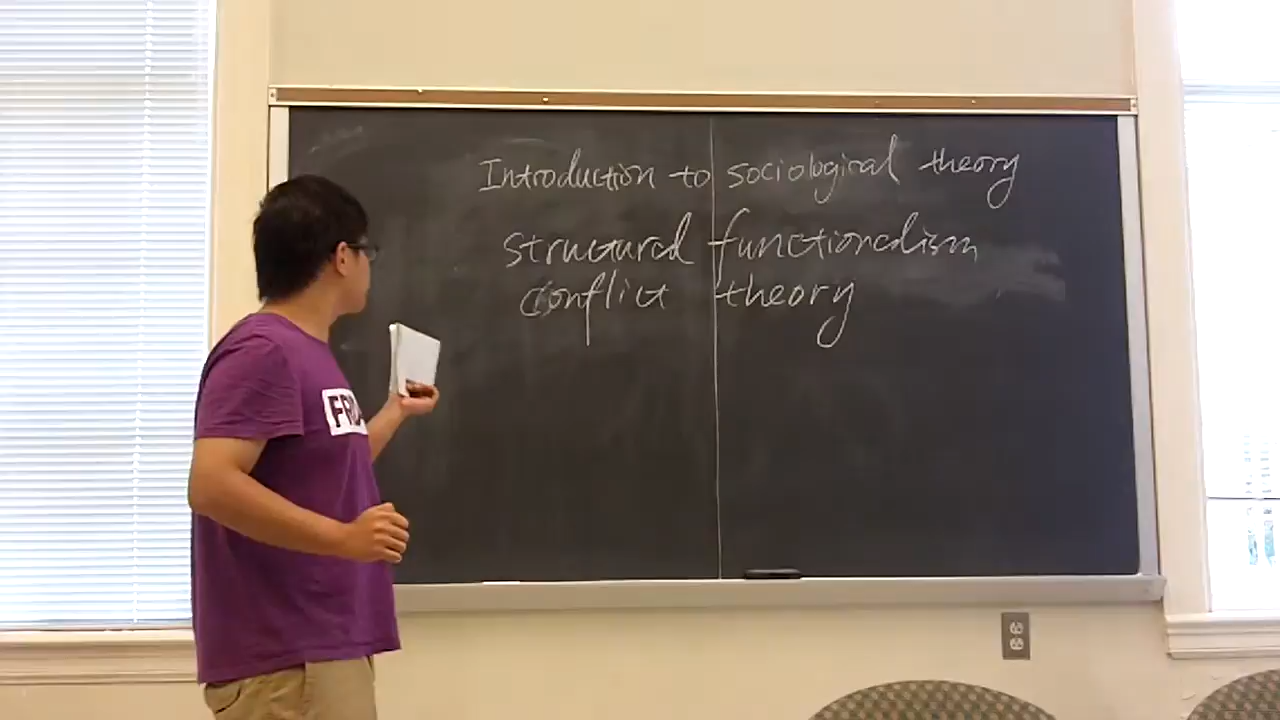 Introduction to sociological theory
structural functionalism
conflict theory